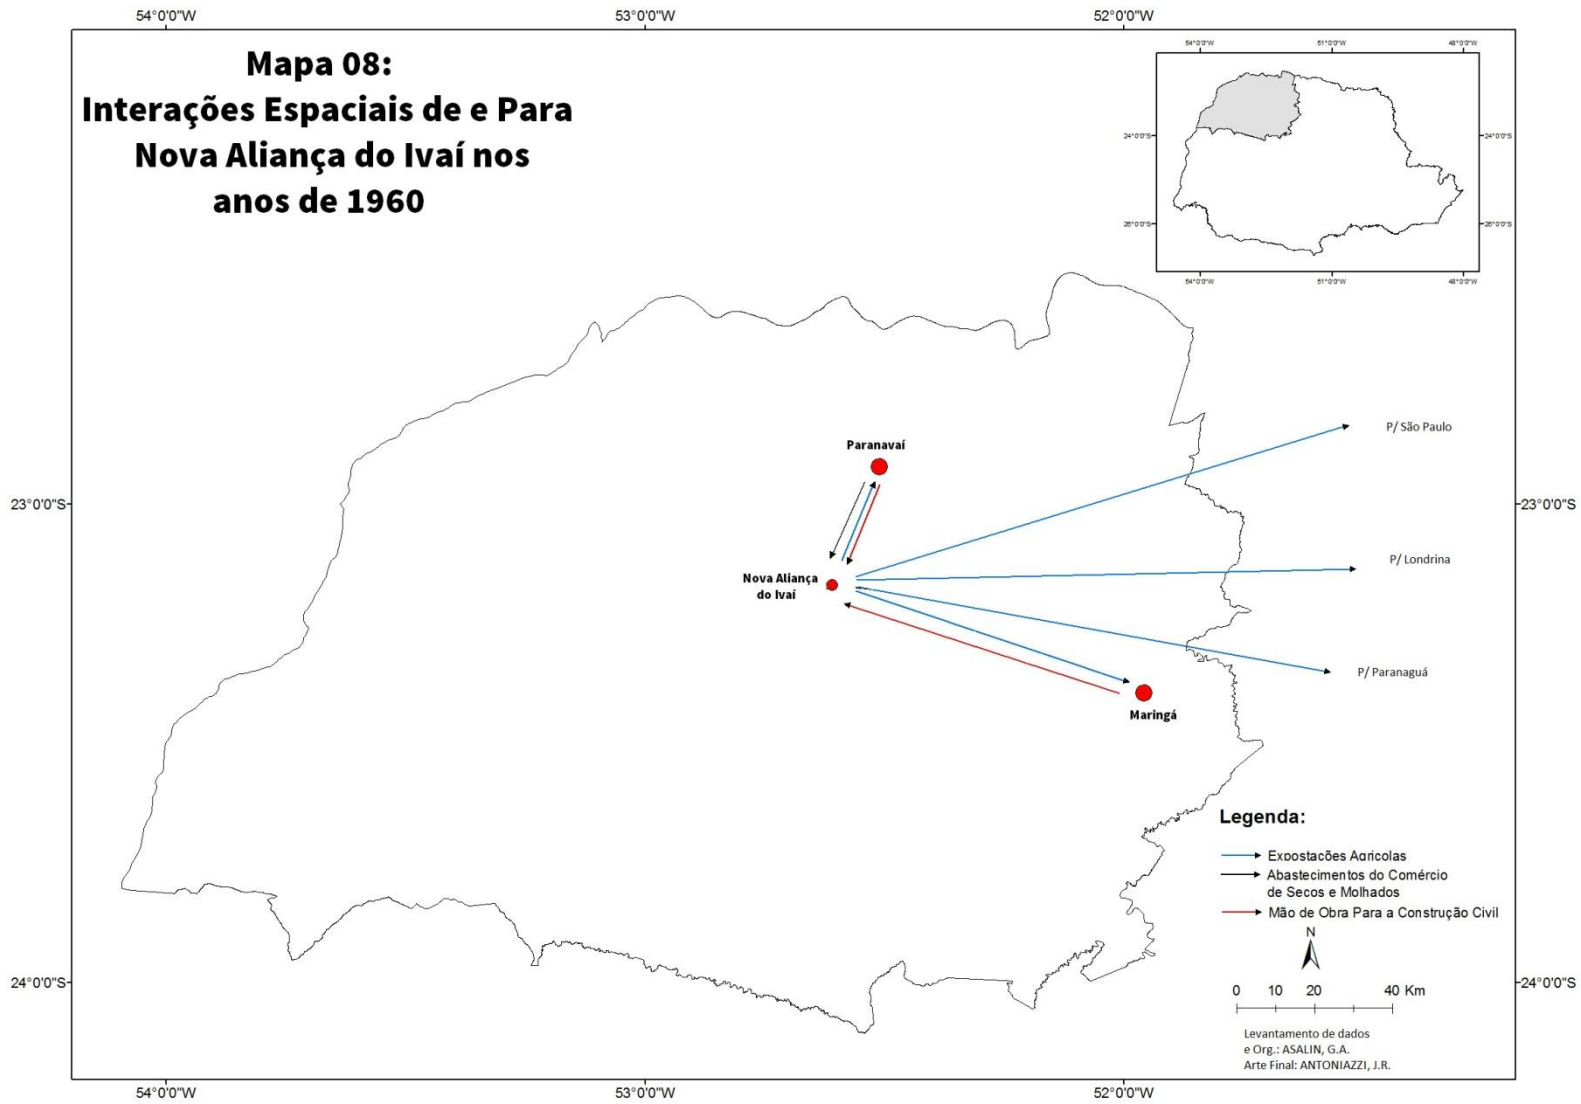 54°0'0"W
53°0'0"W
52°0'0"W
Mapa 08:
Interações Espaciais de e Para
Nova Aliança do Ivaí nos
anos de 1960
54°0'0"W
51°0'0"W
48°0'0"W
24°0'0"S
24°0'0"S
26°0'0"S
26°0'0"S
54°0'0"W
51°0'0"W
48°0'0"W
P/ São Paulo
Paranavaí
23°0'0"S
23°0'0"S
P/ Londrina
Nova Aliança
do Ivaí
P/ Paranaguá
Maringá
Legenda:
Expostações Agricolas
Abastecimentos do Comércio
de Secos e Molhados
Mão de Obra Para a Construção Civil
N
24°0'0"S
24°0'0"S
0 10 20 40 Km
Levantamento de dados
e Org.: ASALIN, G.A.
Arte Final: ANTONIAZZI, J.R.
54°0'0"W
53°0'0"W
52°0'0"W